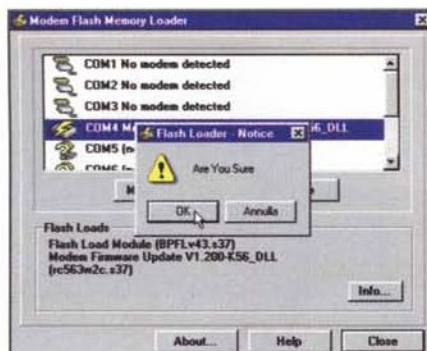 Modem Flash Memory Loader
COM1 No modem detected
COM2 No modem detected
COM3 No modem detected
COM4 56_DLL
COM5
Flash Loader - Notice
Are You Sure
OK
Annulla
Flash Loads
Flash Load Module (BPFLv43.s37)
Modem Firmware Update V1.200-K56_DLL
(rc563w2c.s37)
Info...
About...
Help
Close